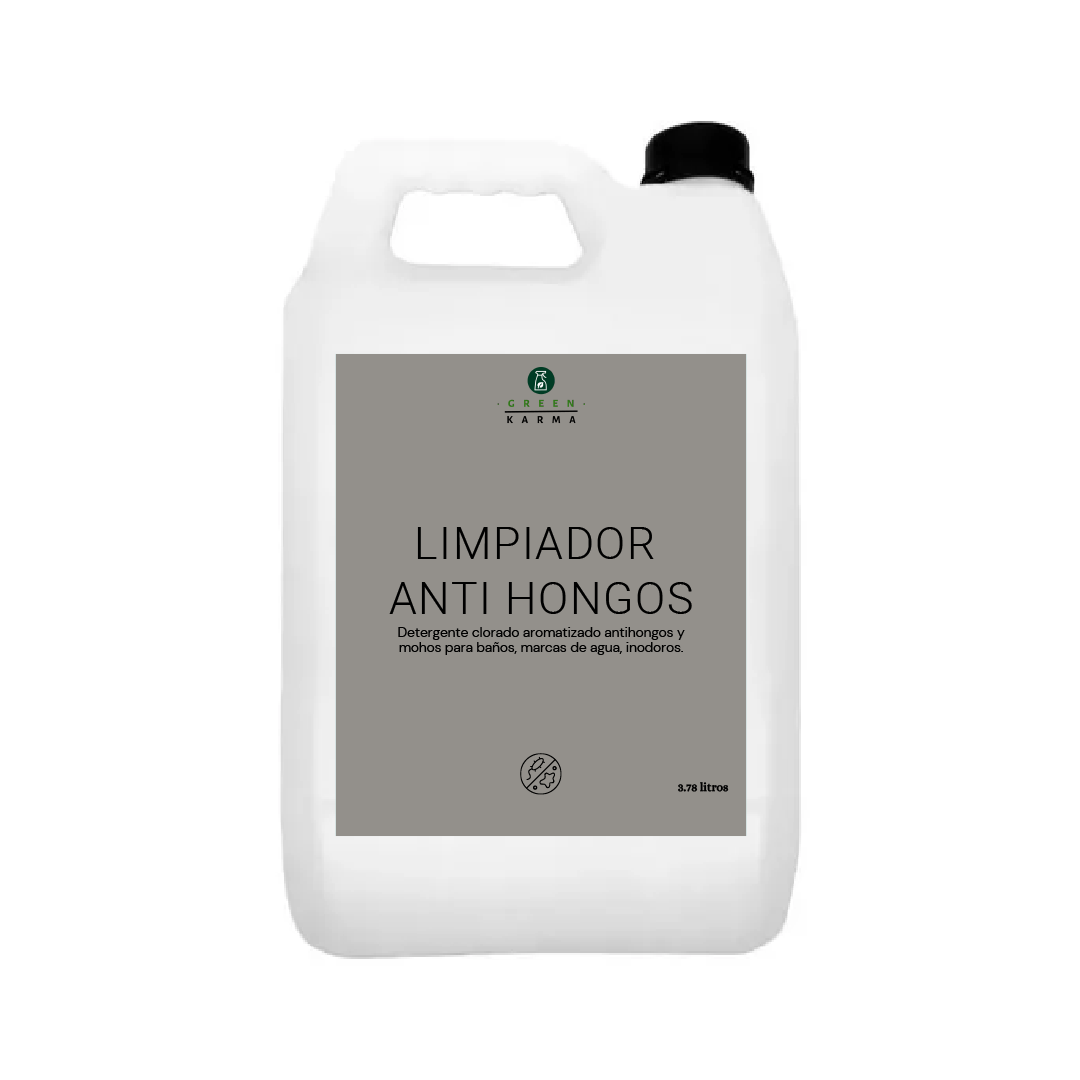 · GREEN ·
KARMA
LIMPIADOR
ANTI HONGOS
Detergente clorado aromatizado antihongos y
mohos para baños, marcas de agua, inodoros.
3.78 litros